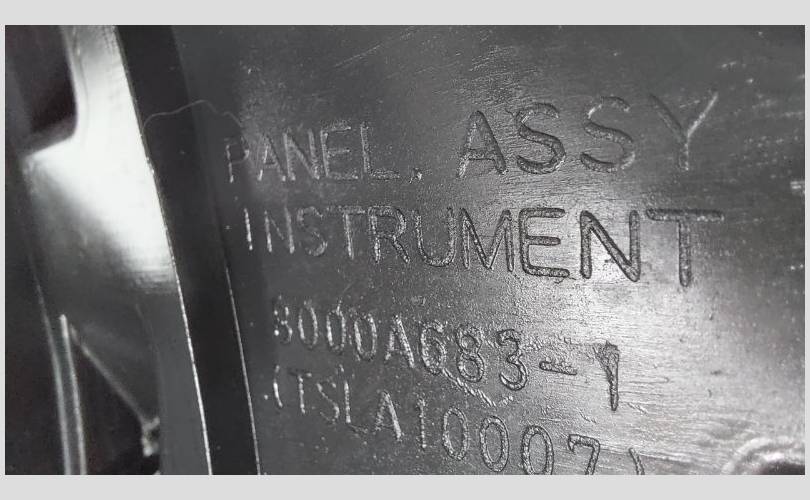 PANEL, ASSY
INSTRUMENT
8000A683-1
(TSLA10007)